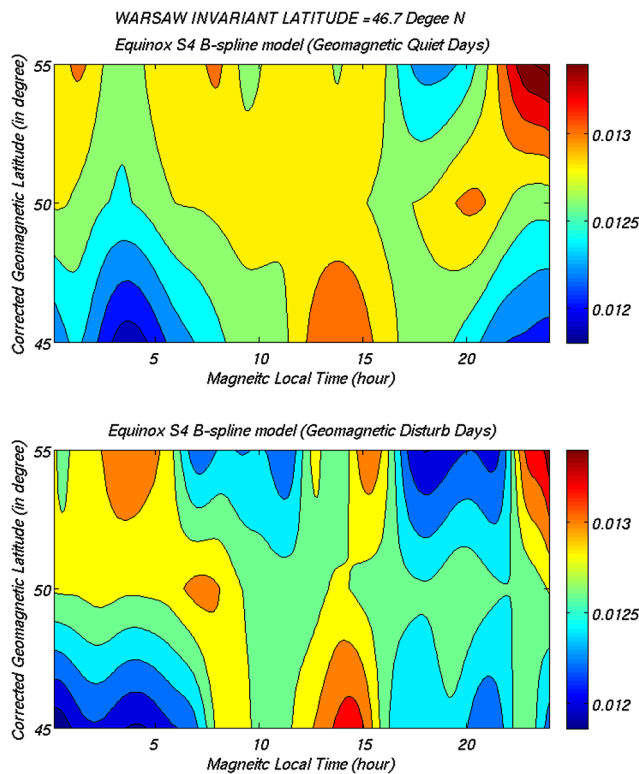 WARSAW INVARIANT LATITUDE =46.7 Degee N
Equinox S4 B-spline model (Geomagnetic Quiet Days)
Corrected Geomagnetic Latitude (in degree)
55
50
45
5
10
15
20
Magneitc Local Time (hour)
0.013
0.0125
0.012
Equinox S4 B-spline model (Geomagnetic Disturb Days)
Corrected Geomagnetic Latitude (in degree)
55
50
45
5
10
15
20
Magneitc Local Time (hour)
0.013
0.0125
0.012